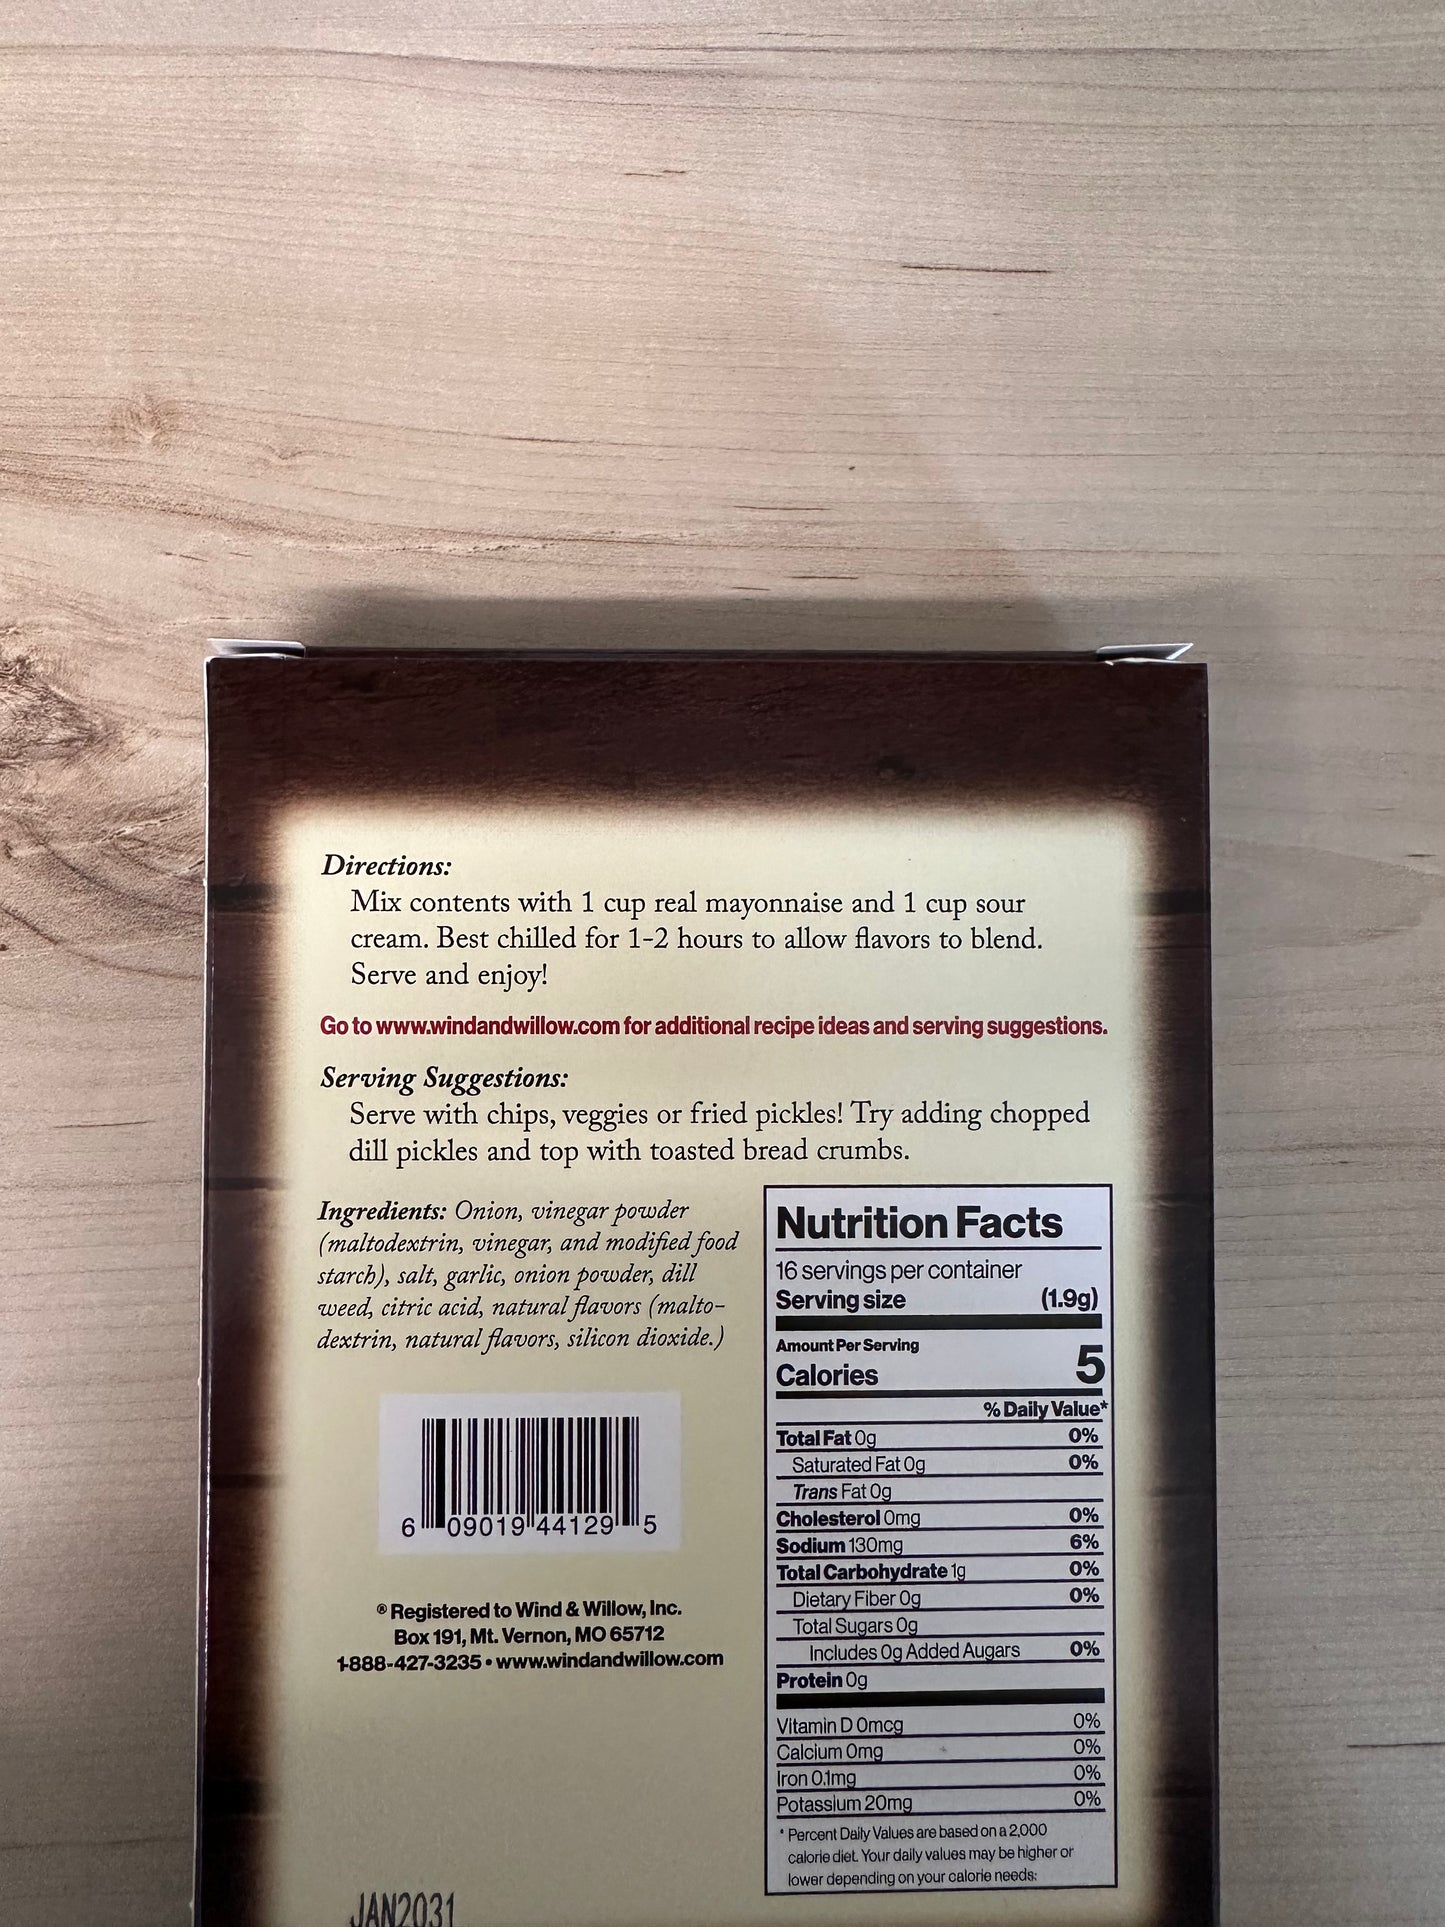 Directions:
Mix contents with 1 cup real mayonnaise and 1 cup sour
cream. Best chilled for 1-2 hours to allow flavors to blend.
Serve and enjoy!
Go to www.windandwillow.com for additional recipe ideas and serving suggestions.
Serving Suggestions:
Serve with chips, veggies or fried pickles! Try adding chopped
dill pickles and top with toasted bread crumbs.
Ingredients: Onion, vinegar powder
(maltodextrin, vinegar, and modified food
starch), salt, garlic, onion powder, dill
weed, citric acid, natural flavors (malto-
dextrin, natural flavors, silicon dioxide.)
6 09019 44129 5
® Registered to Wind & Willow, Inc.
Box 191, Mt. Vernon, MO 65712
1-888-427-3235 • www.windandwillow.com
JAN2031
Nutrition Facts
16 servings per container
Serving size (1.9g)
Amount Per Serving
Calories 5
% Daily Value*
Total Fat 0g 0%
Saturated Fat 0g 0%
Trans Fat 0g
Cholesterol 0mg 0%
Sodium 130mg 6%
Total Carbohydrate 1g 0%
Dietary Fiber 0g 0%
Total Sugars 0g
Includes 0g Added Augars 0%
Protein 0g
Vitamin D 0mcg 0%
Calcium 0mg 0%
Iron 0.1mg 0%
Potassium 20mg 0%
* Percent Daily Values are based on a 2,000
calorie diet. Your daily values may be higher or
lower depending on your calorie needs: